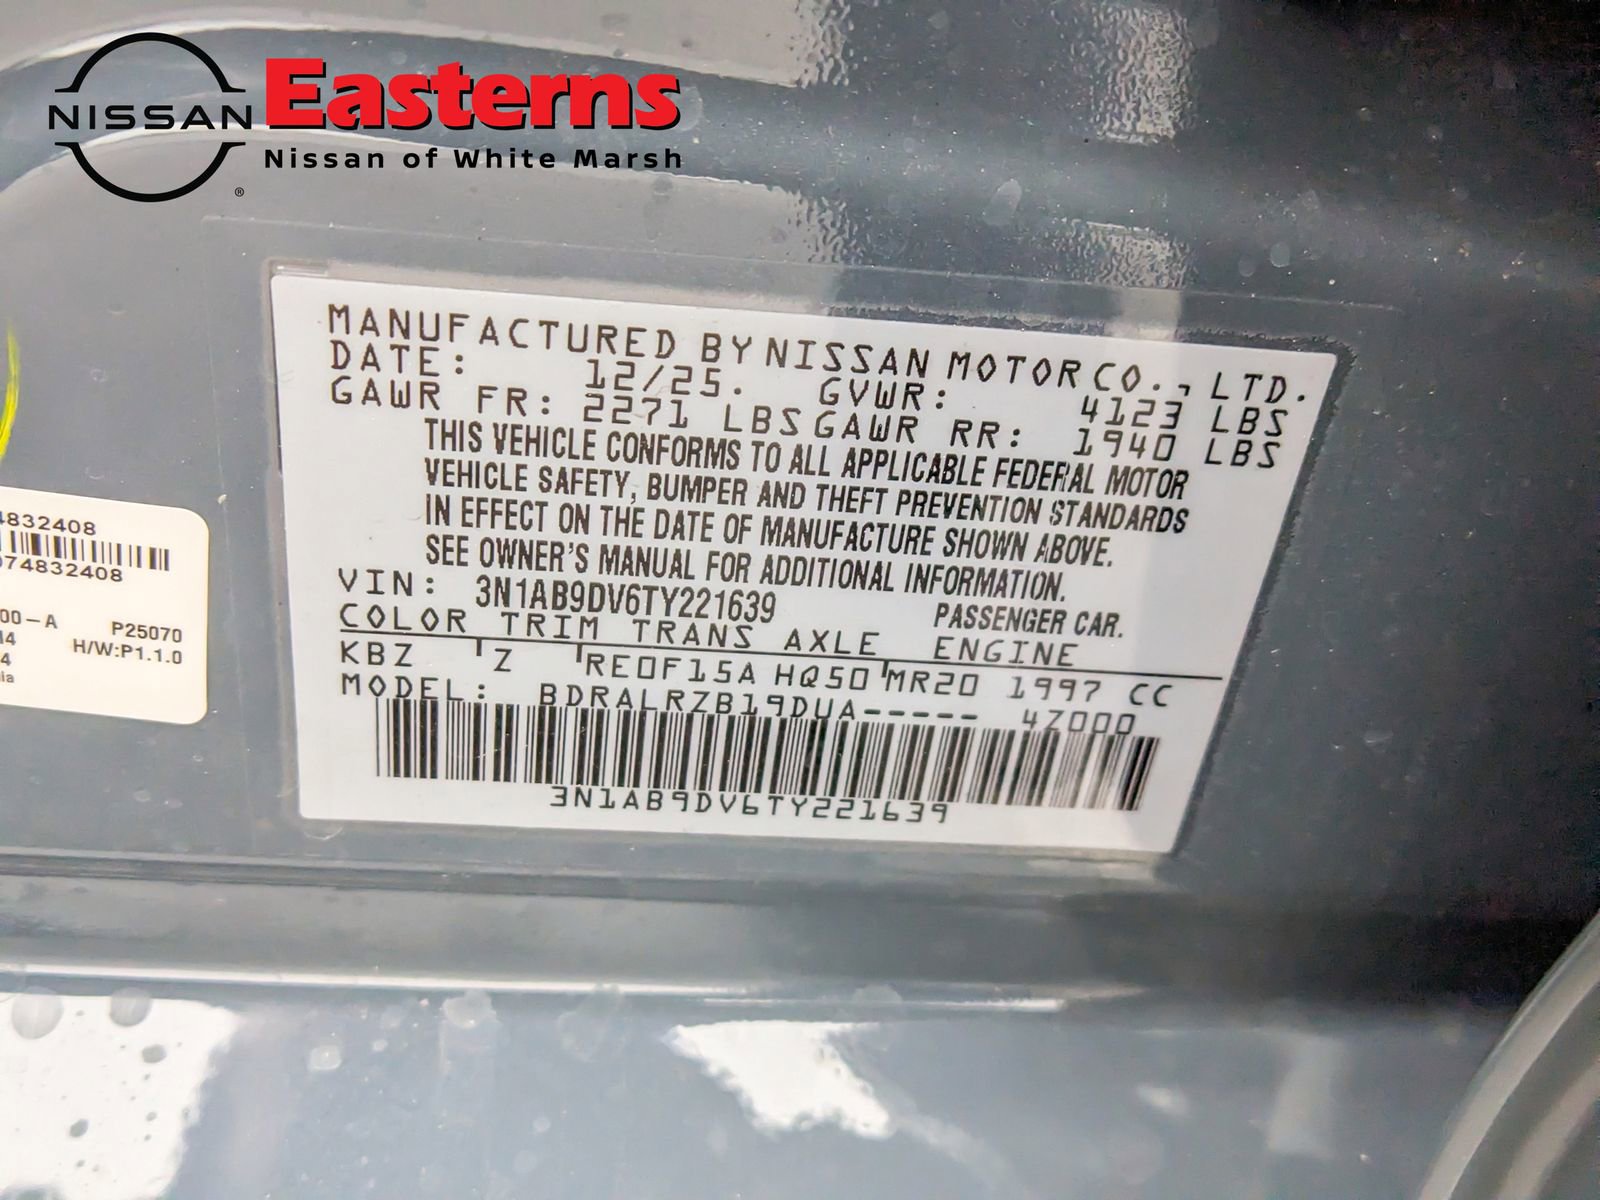 NISSAN
®
Easterns
Nissan of White Marsh
MANUFACTURED BY NISSAN MOTOR CO., LTD.
DATE: 12/25. GVWR: 4123 LBS
GAWR FR: 2271 LBS GAWR RR: 1940 LBS
THIS VEHICLE CONFORMS TO ALL APPLICABLE FEDERAL MOTOR
VEHICLE SAFETY, BUMPER AND THEFT PREVENTION STANDARDS
IN EFFECT ON THE DATE OF MANUFACTURE SHOWN ABOVE.
SEE OWNER'S MANUAL FOR ADDITIONAL INFORMATION.
VIN: 3N1AB9DV6TY221639 PASSENGER CAR.
COLOR TRIM TRANS AXLE ENGINE
KBZ Z RE0F15A HQ50 MR20 1997 CC
MODEL: BDRALRZB19DUA----- 4Z000
3N1AB9DV6TY221639
4832408
74832408
00-A P25070
4 H/W:P1.1.0
4
ia